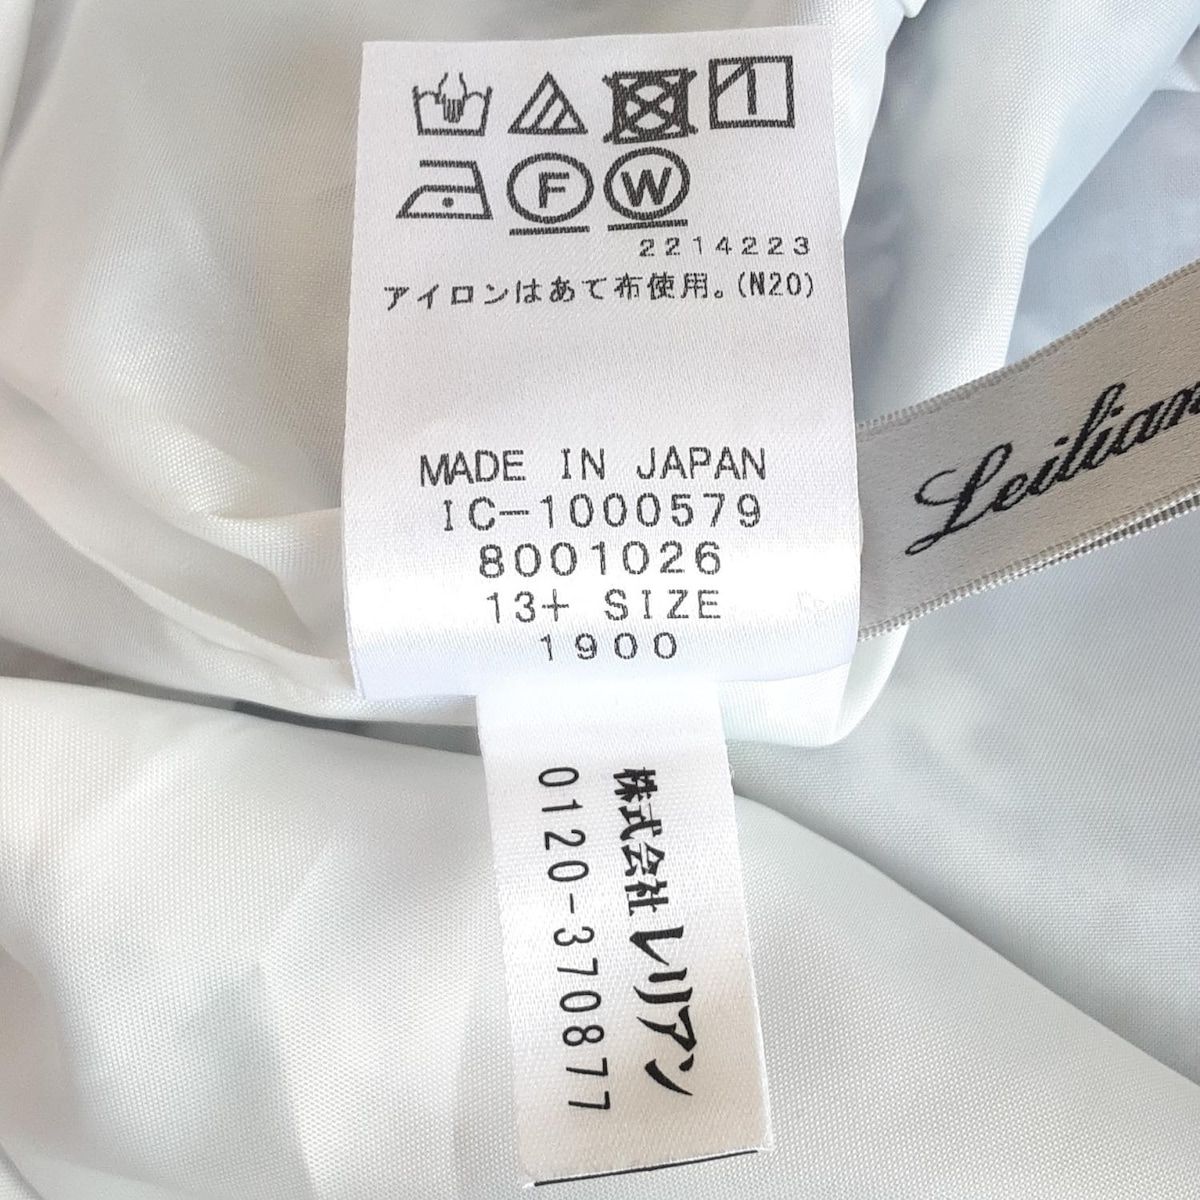 F
W
2214223
アイロンはあて布使用。(N20)
MADE IN JAPAN
IC-1000579
8001026
13+ SIZE
1900
株式会社レリアン
0120-370877
Leilian